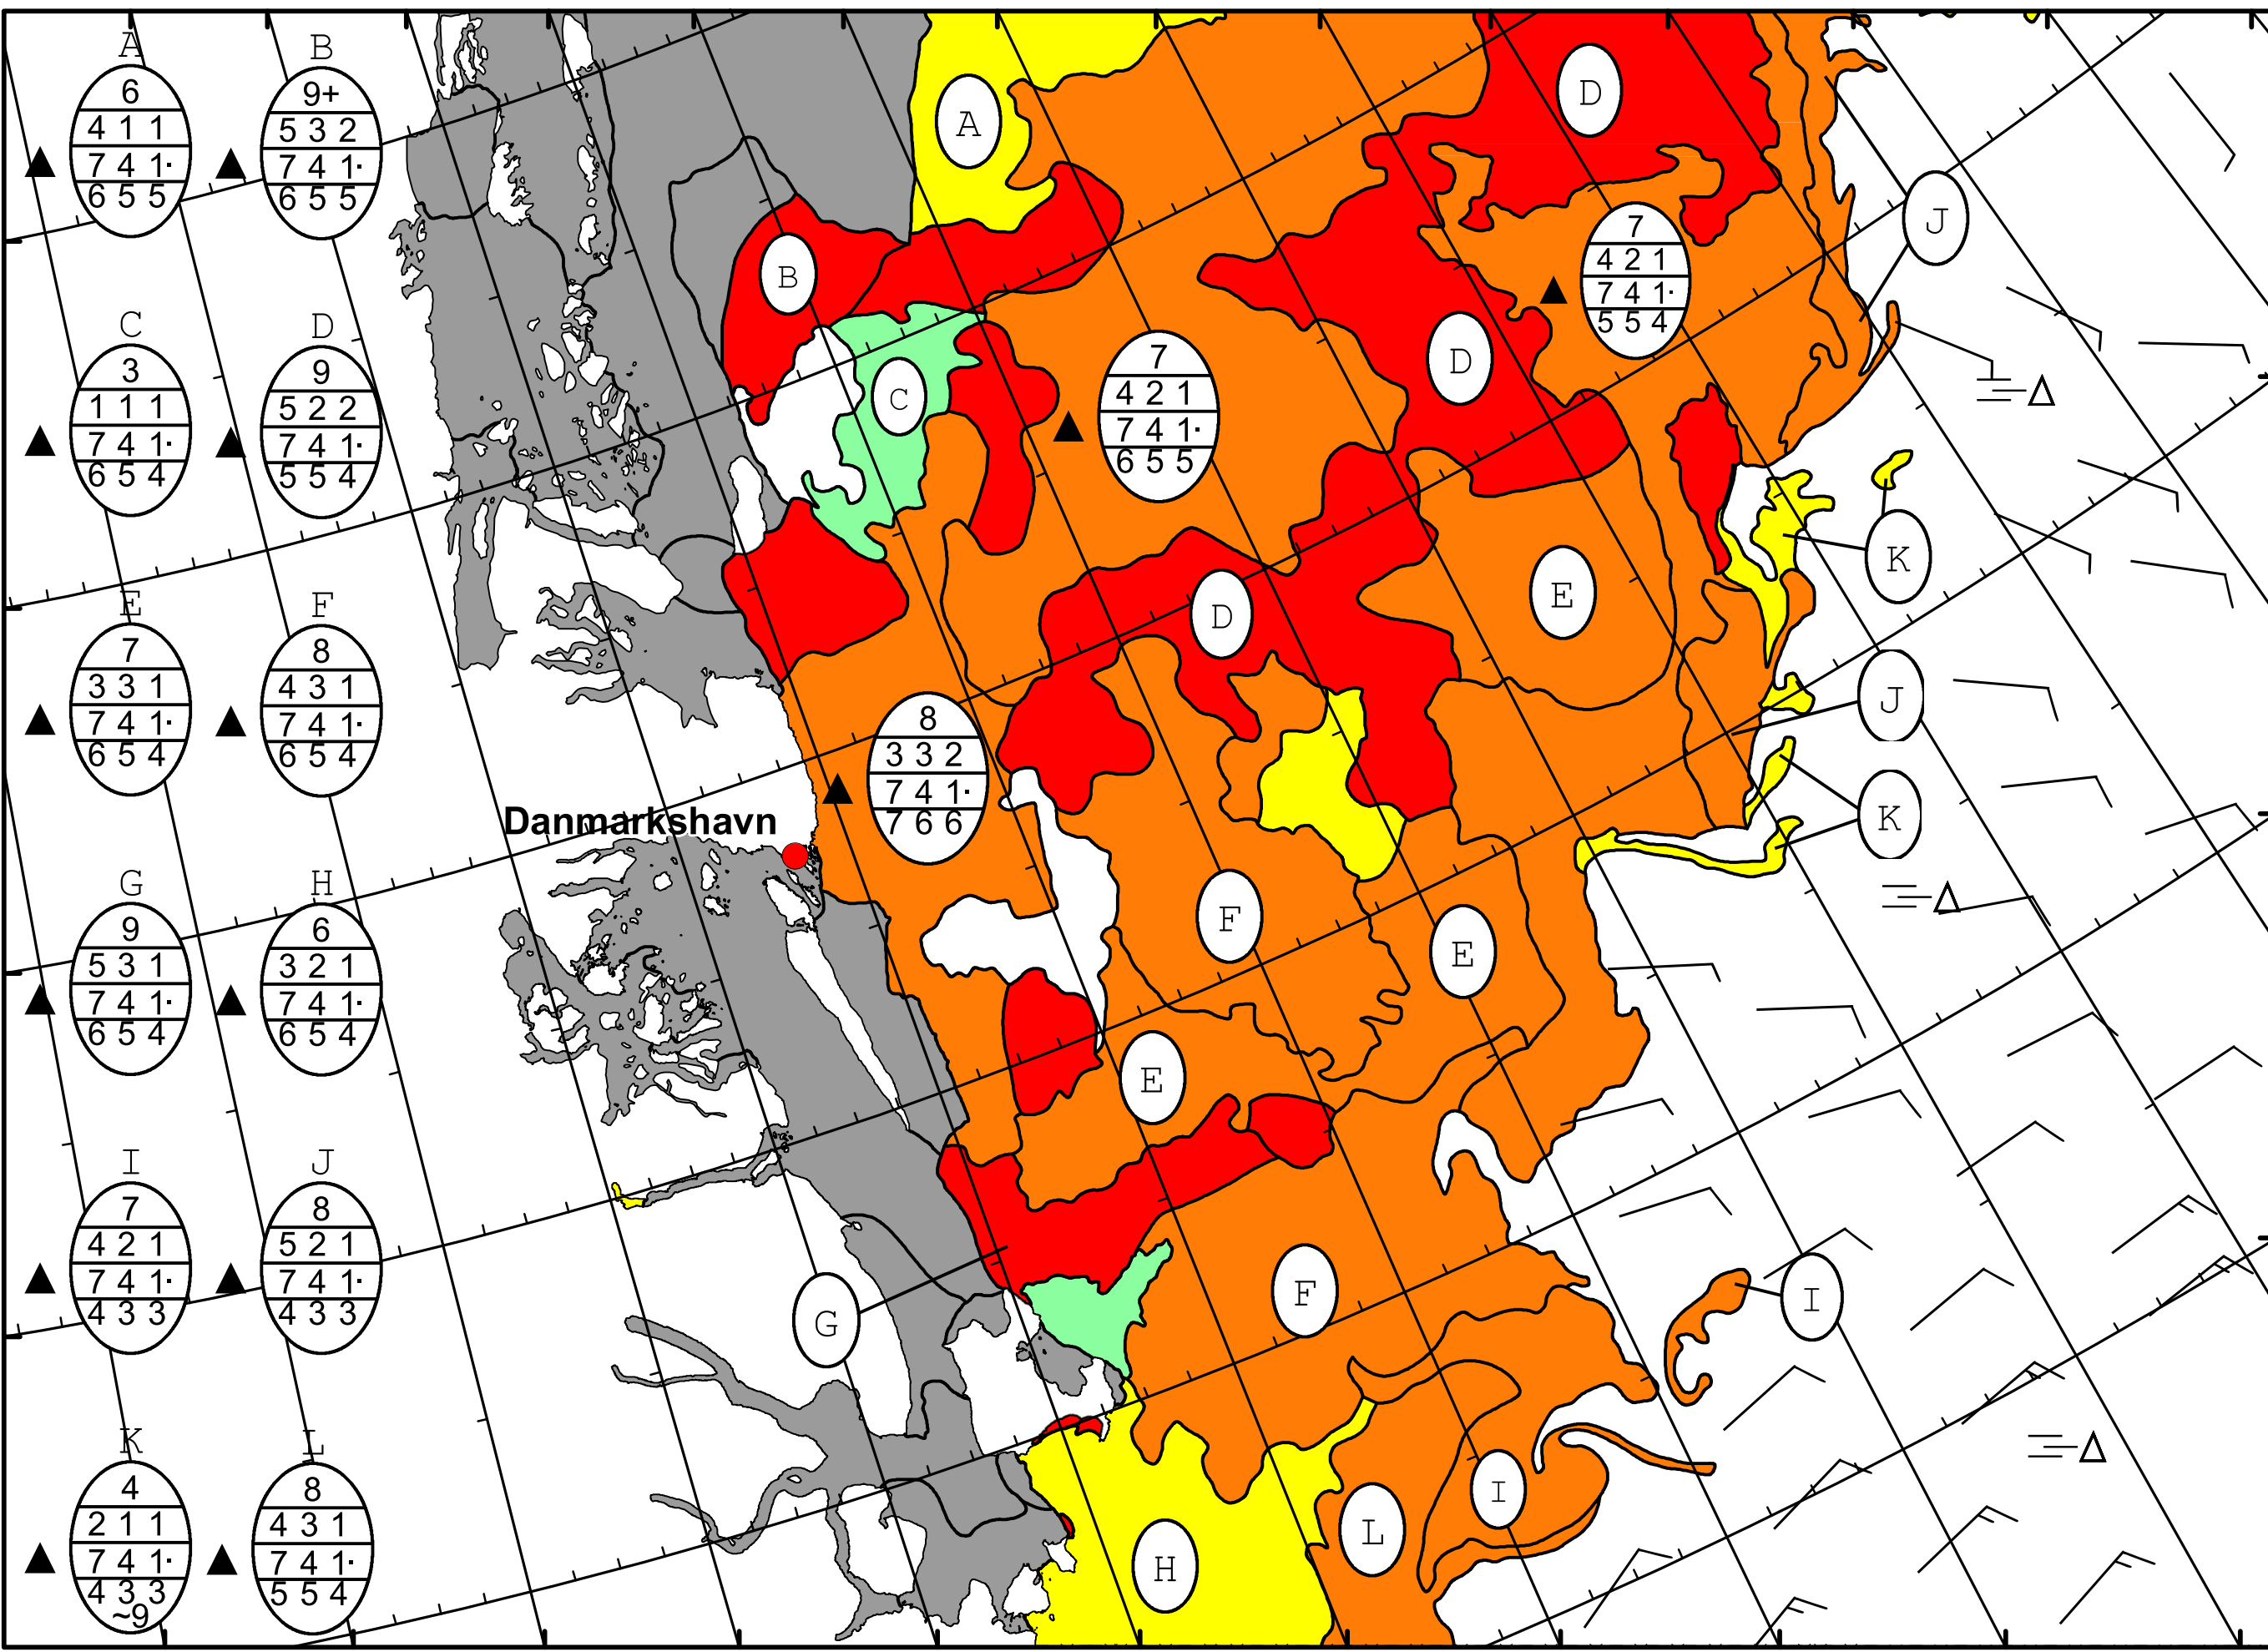 A
6
4 1 1
7 4 1·
6 5 5
B
9+
5 3 2
7 4 1·
6 5 5
C
3
1 1 1
7 4 1·
6 5 4
D
9
5 2 2
7 4 1·
5 5 4
E
7
3 3 1
7 4 1·
6 5 4
F
8
4 3 1
7 4 1·
6 5 4
G
9
5 3 1
7 4 1·
6 5 4
H
6
3 2 1
7 4 1·
6 5 4
I
7
4 2 1
7 4 1·
4 3 3
J
8
5 2 1
7 4 1·
4 3 3
K
4
2 1 1
7 4 1·
4 3 3
~9
L
8
4 3 1
7 4 1·
5 5 4
D
A
J
7
4 2 1
7 4 1·
5 5 4
B
D
C
7
4 2 1
7 4 1·
6 5 5
K
E
D
J
8
3 3 2
7 4 1·
7 6 6
K
Danmarkshavn
F
E
E
F
I
G
I
L
H